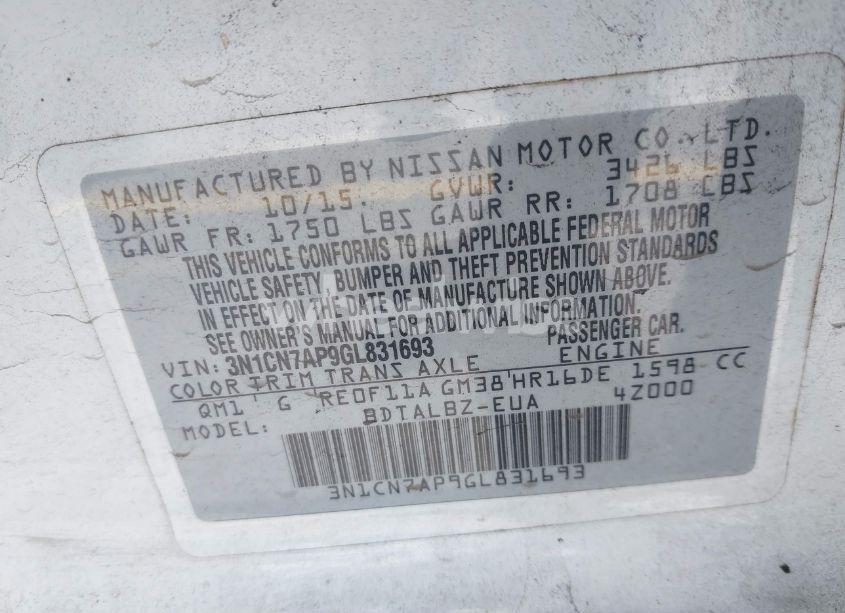 MANUFACTURED BY NISSAN MOTOR CO., LTD.
DATE: 10/15 GVWR: 3426 LBS
GAWR FR: 1750 LBS GAWR RR: 1708 LBS
THIS VEHICLE CONFORMS TO ALL APPLICABLE FEDERAL MOTOR
VEHICLE SAFETY, BUMPER AND THEFT PREVENTION STANDARDS
IN EFFECT ON THE DATE OF MANUFACTURE SHOWN ABOVE.
SEE OWNER'S MANUAL FOR ADDITIONAL INFORMATION.
VIN: 3N1CN7AP9GL831693 PASSENGER CAR.
COLOR TRIM TRANS AXLE ENGINE
QM1 G RE0F11A GM38 HR16DE 1598 CC
MODEL: BDTALBZ-EUA 4Z000
3N1CN7AP9GL831693